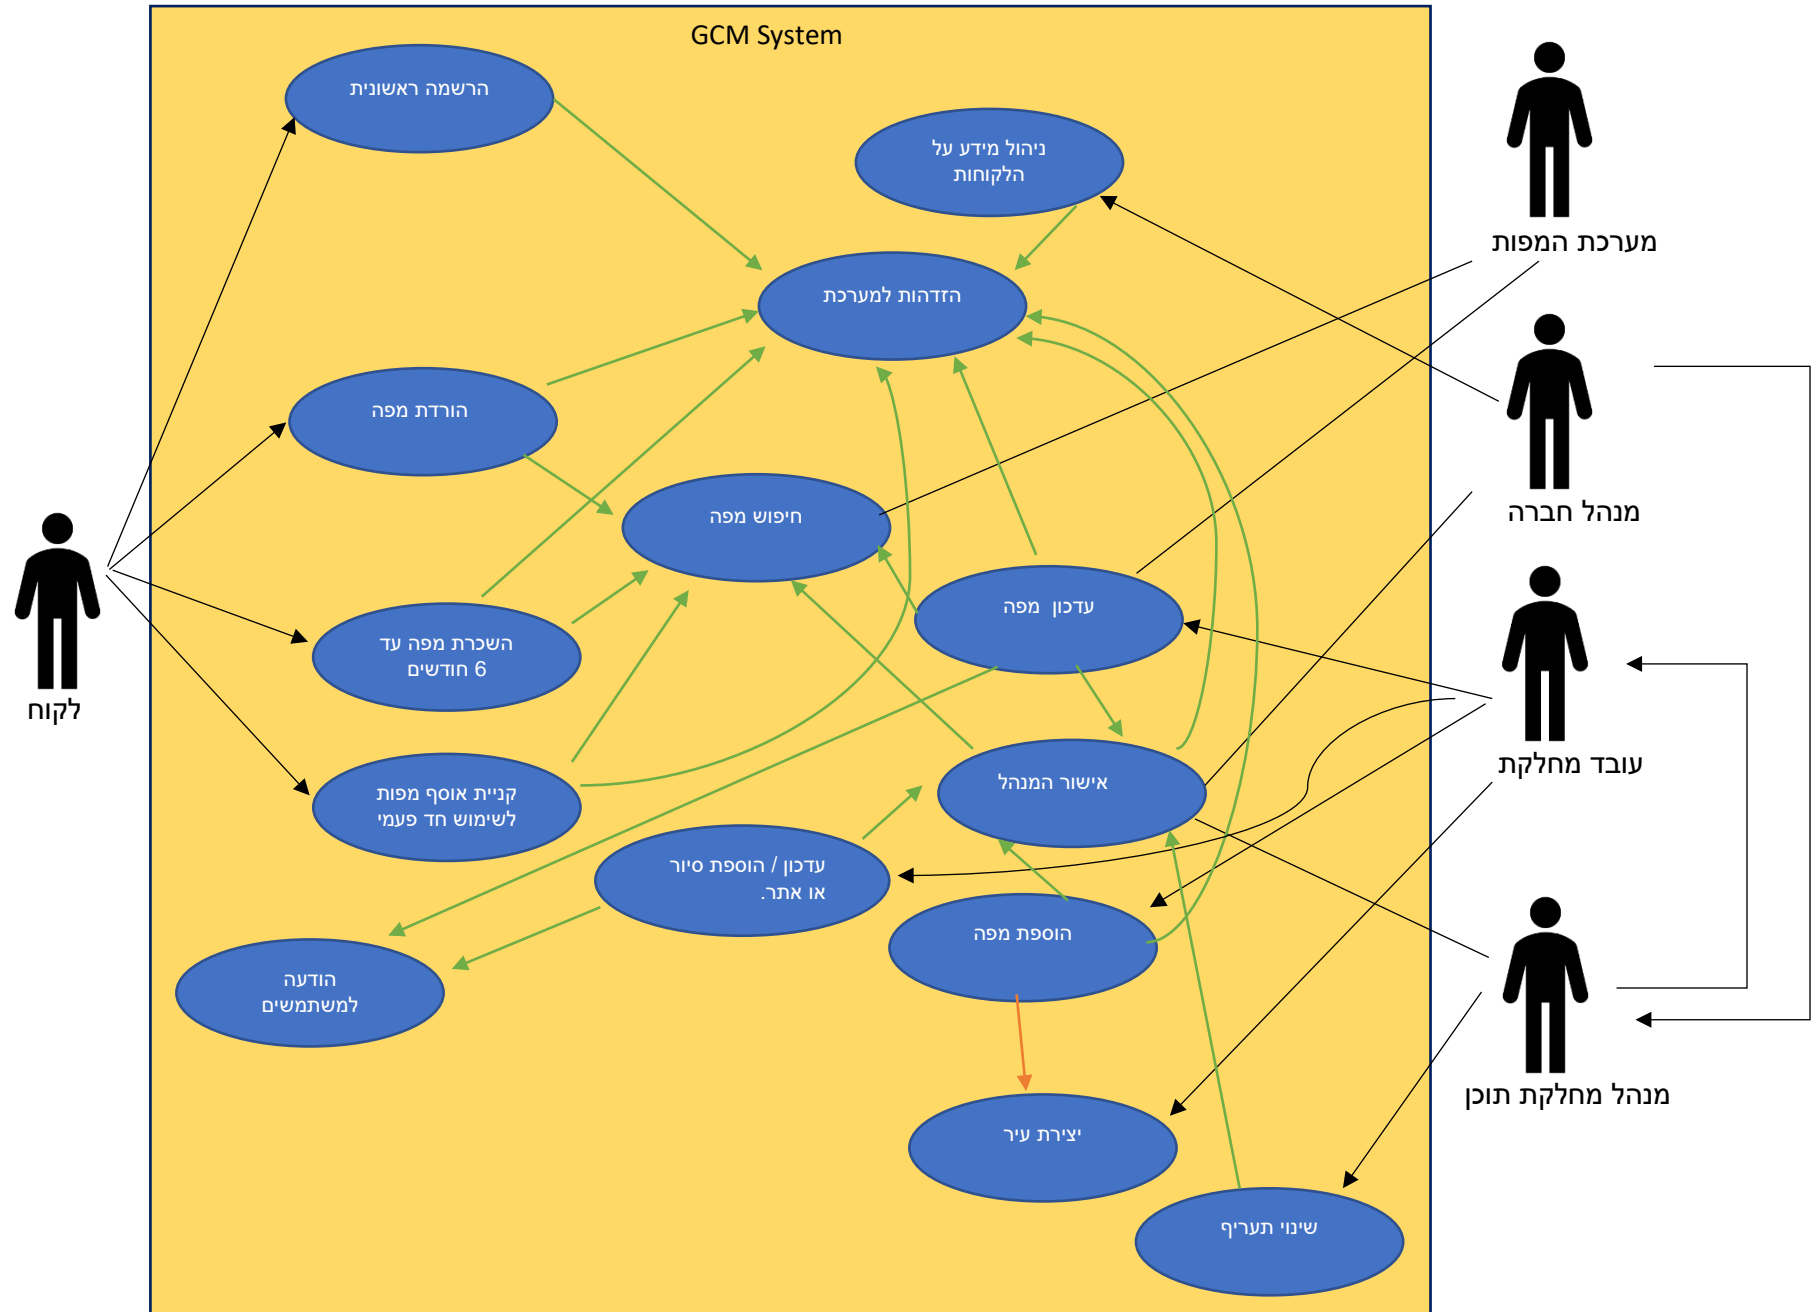 GCM System
הרשמה ראשונית
ניהול מידע על
הלקוחות
מערכת המפות
הזדהות למערכת
הורדת מפה
חיפוש מפה
מנהל חברה
עדכון מפה
השכרת מפה עד
6 חודשים
לקוח
עובד מחלקת
אישור המנהל
קניית אוסף מפות
לשימוש חד פעמי
עדכון / הוספת סיור
או אתר.
הוספת מפה
הודעה
למשתמשים
מנהל מחלקת תוכן
יצירת עיר
שינוי תעריף